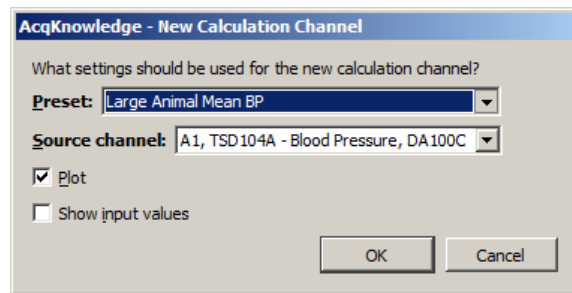 AcqKnowledge - New Calculation Channel
What settings should be used for the new calculation channel?
Preset: Large Animal Mean BP
Source channel: A1, TSD104A - Blood Pressure, DA100C
Plot
Show input values
OK Cancel